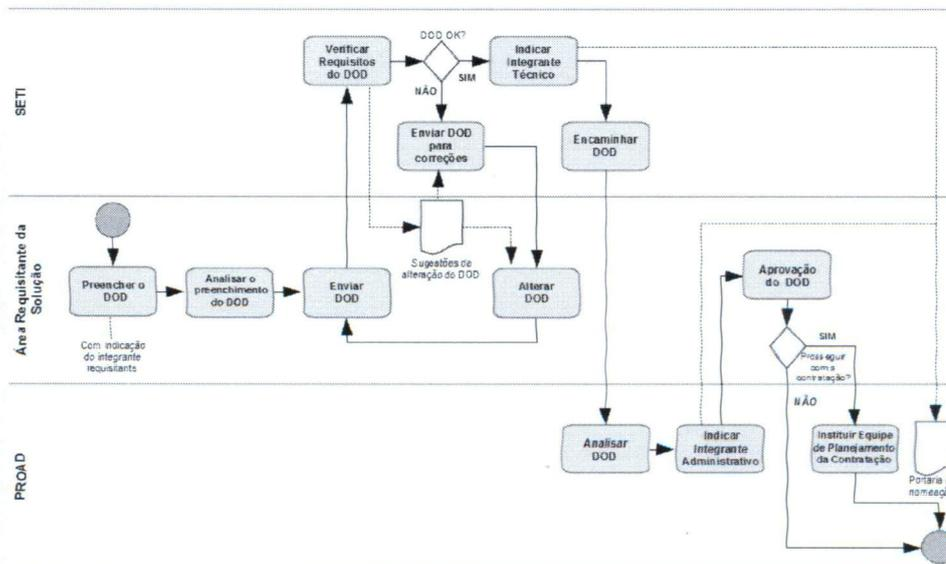 SETI
Verificar
Requisitos
do DOD
DOD OK?
SIM
NÃO
Indicar
Integrante
Técnico
Enviar DOD
para
correções
Encaminhar
DOD
Área Requisitante da
Solução
Preencher o
DOD
Com indicação
do integrante
requisitante
Analisar o
preenchimento
do DOD
Enviar
DOD
Sugestões de
alteração do DOD
Alterar
DOD
Aprovação
do DOD
SIM
Prosseguir
com a
contratação?
NÃO
PROAD
Analisar
DOD
Indicar
Integrante
Administrativo
Instituir Equipe
de Planejamento
da Contratação
Portaria
nomeaç